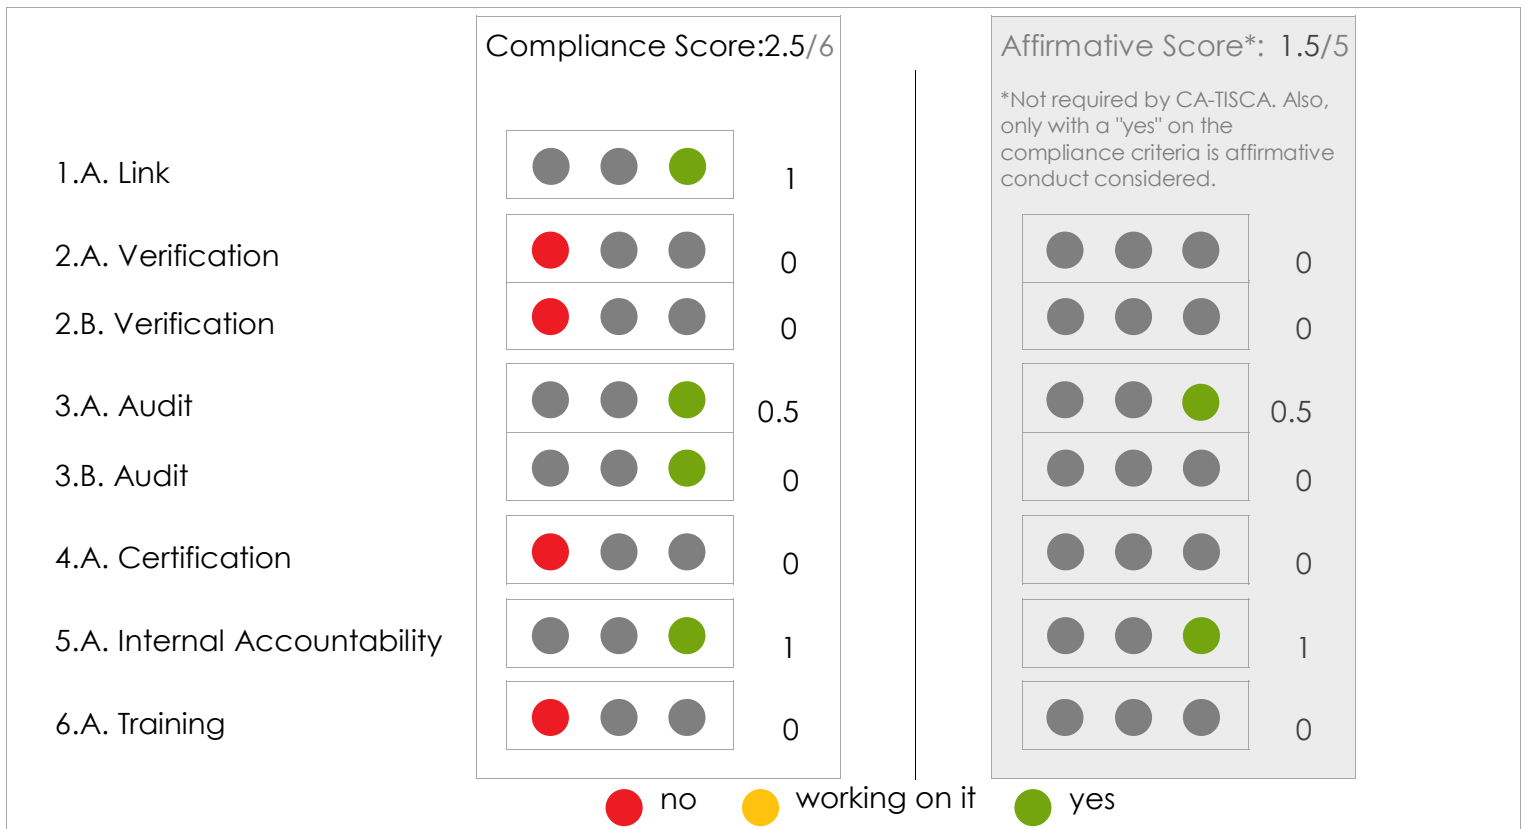 Compliance Score:2.5/6
Affirmative Score*: 1.5/5
*Not required by CA-TISCA. Also,
only with a "yes" on the
compliance criteria is affirmative
conduct considered.
1.A. Link 1
2.A. Verification 0 0
2.B. Verification 0 0
3.A. Audit 0.5 0.5
3.B. Audit 0 0
4.A. Certification 0 0
5.A. Internal Accountability 1 1
6.A. Training 0 0
no working on it yes